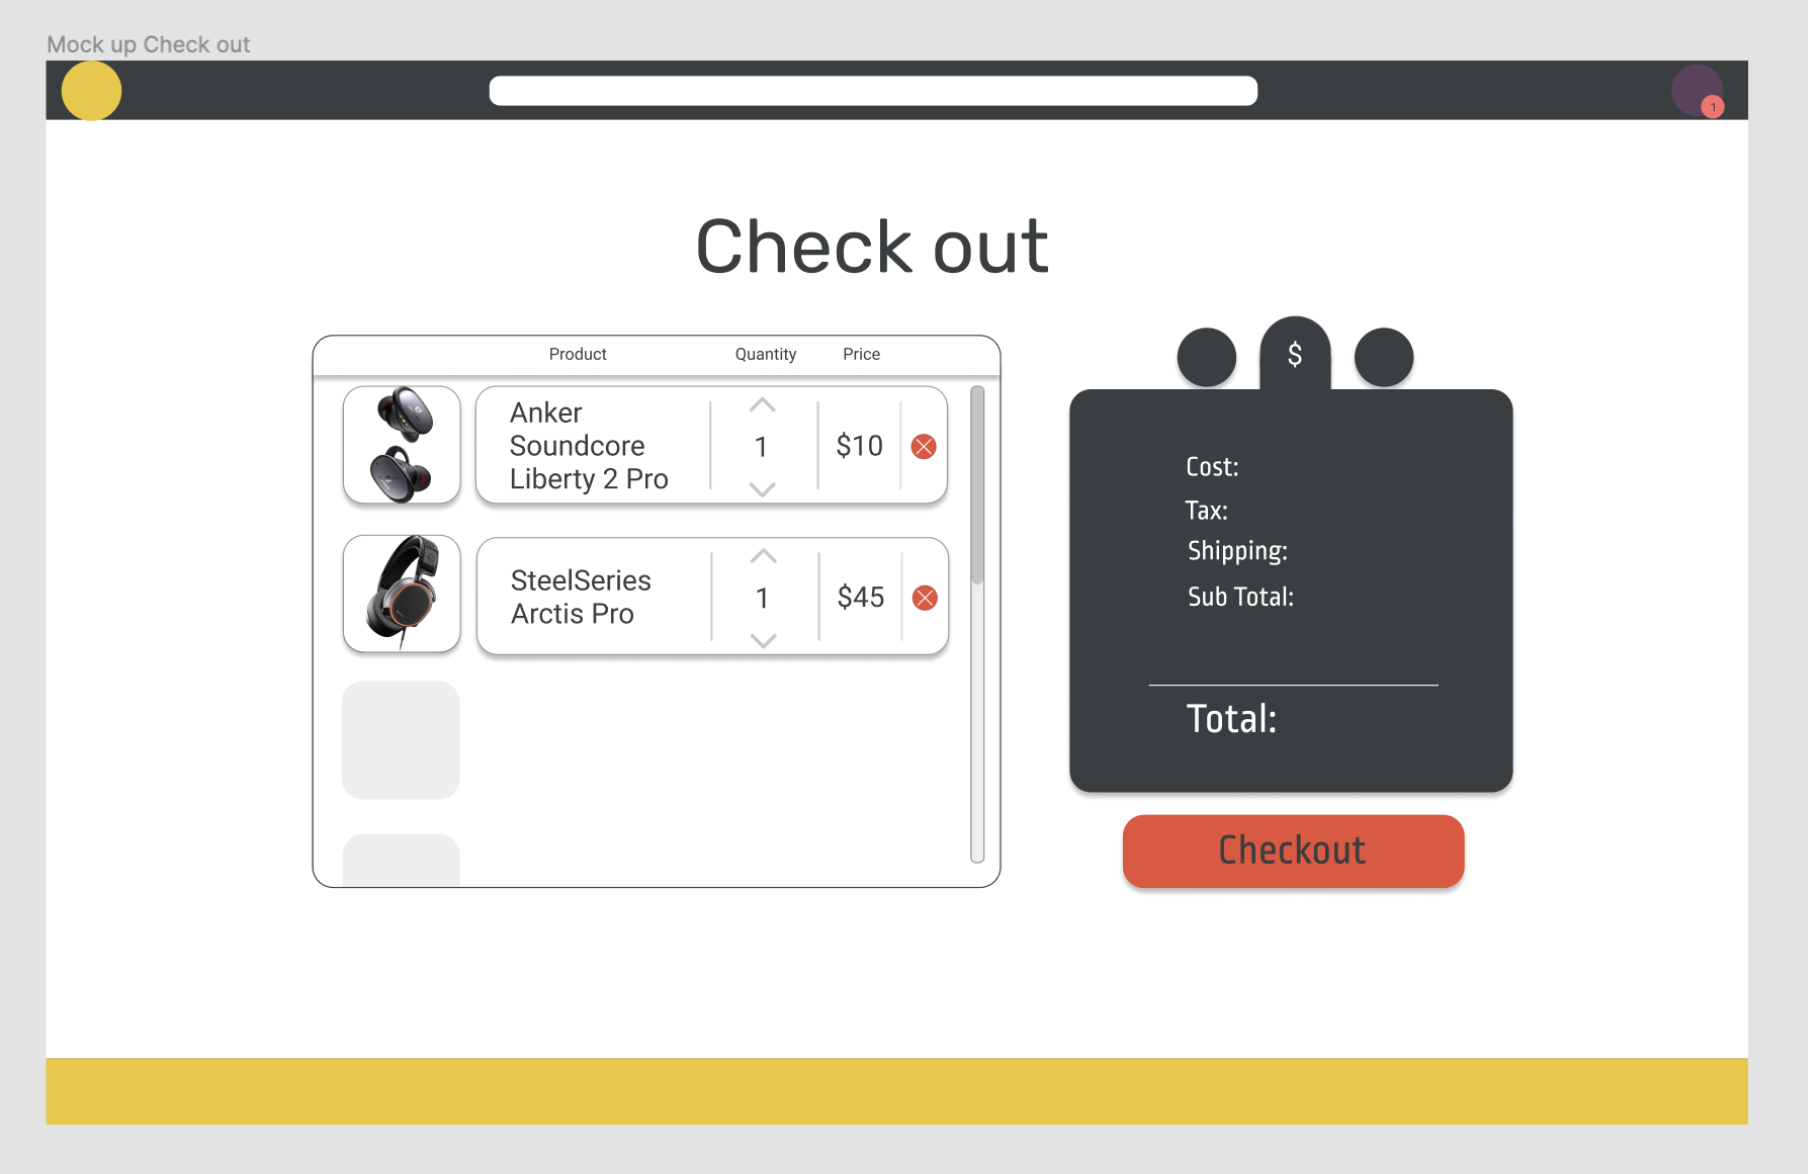 Mock up Check out
1
Check out
Product Quantity Price
Anker
Soundcore
Liberty 2 Pro
1
$10
SteelSeries
Arctis Pro
1
$45
$
Cost:
Tax:
Shipping:
Sub Total:
Total:
Checkout